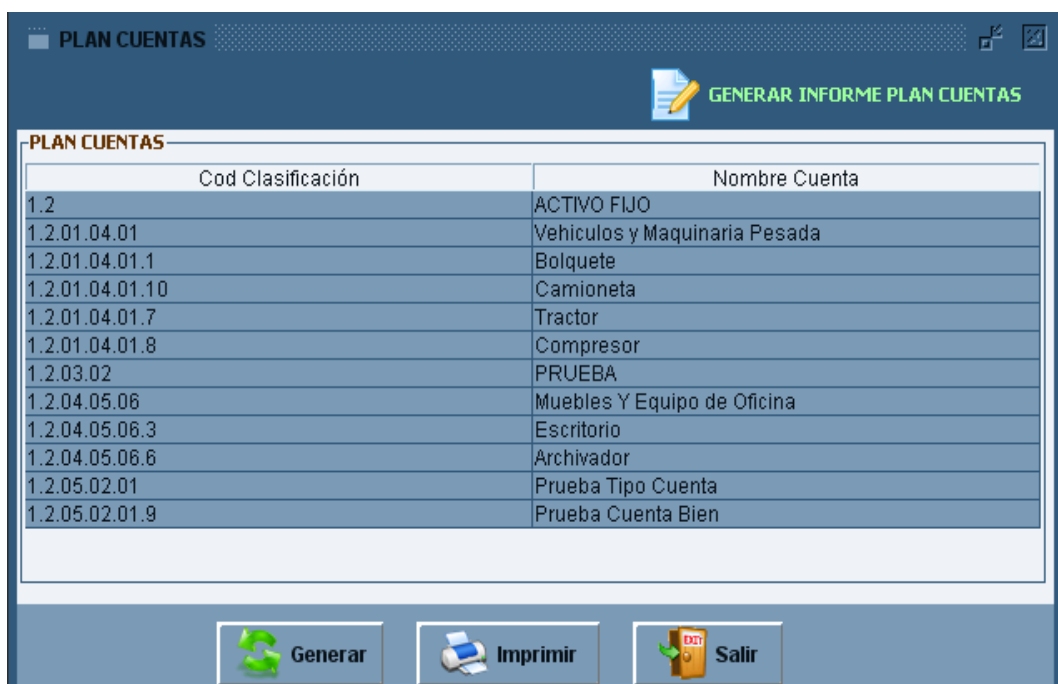 PLAN CUENTAS
GENERAR INFORME PLAN CUENTAS
PLAN CUENTAS
Cod Clasificación Nombre Cuenta
1.2 ACTIVO FIJO
1.2.01.04.01 Vehiculos y Maquinaria Pesada
1.2.01.04.01.1 Bolquete
1.2.01.04.01.10 Camioneta
1.2.01.04.01.7 Tractor
1.2.01.04.01.8 Compresor
1.2.03.02 PRUEBA
1.2.04.05.06 Muebles Y Equipo de Oficina
1.2.04.05.06.3 Escritorio
1.2.04.05.06.6 Archivador
1.2.05.02.01 Prueba Tipo Cuenta
1.2.05.02.01.9 Prueba Cuenta Bien
Generar Imprimir EXIT Salir